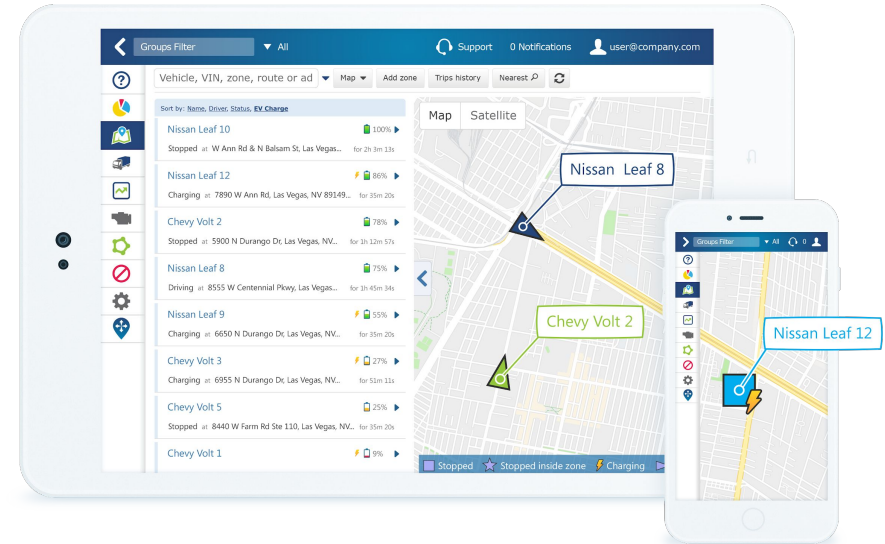 Groups Filter
All
Support
0 Notifications
user@company.com
Vehicle, VIN, zone, route or ad
Map
Add zone
Trips history
Nearest
Sort by: Name, Driver, Status, EV Charge
Nissan Leaf 10
100%
Stopped at W Ann Rd & N Balsam St, Las Vegas...
for 2h 3m 13s
Nissan Leaf 12
86%
Charging at 7890 W Ann Rd, Las Vegas, NV 89149...
for 35m 20s
Chevy Volt 2
78%
Stopped at 5900 N Durango Dr, Las Vegas, NV...
for 1h 12m 57s
Nissan Leaf 8
75%
Driving at 8555 W Centennial Pkwy, Las Vegas...
for 1h 45m 34s
Nissan Leaf 9
55%
Charging at 6650 N Durango Dr, Las Vegas, NV...
for 35m 20s
Chevy Volt 3
27%
Charging at 6955 N Durango Dr, Las Vegas, NV...
for 51m 11s
Chevy Volt 5
25%
Stopped at 8440 W Farm Rd Ste 110, Las Vegas, NV...
for 35m 20s
Chevy Volt 1
9%
Map
Satellite
Nissan Leaf 8
Chevy Volt 2
Stopped
Stopped inside zone
Charging
Groups Filter
All
0
Nissan Leaf 12